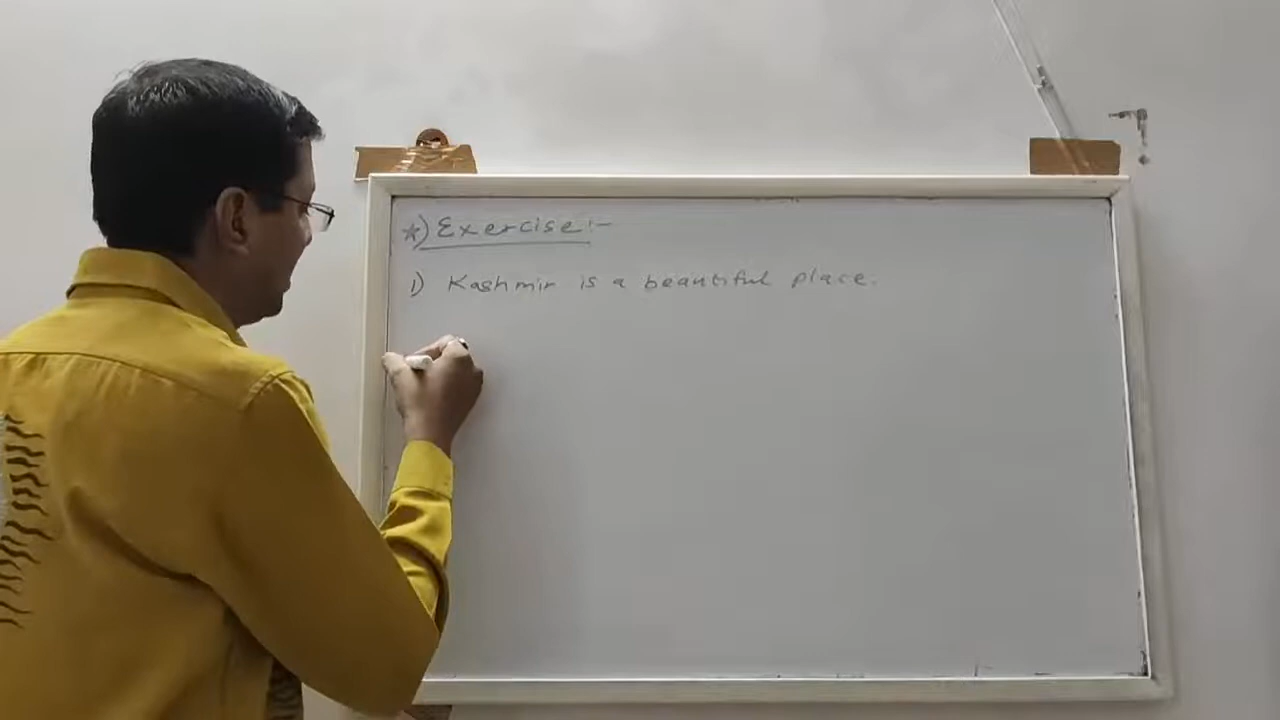 *) Exercise:-
1) Kashmir is a beautiful place.